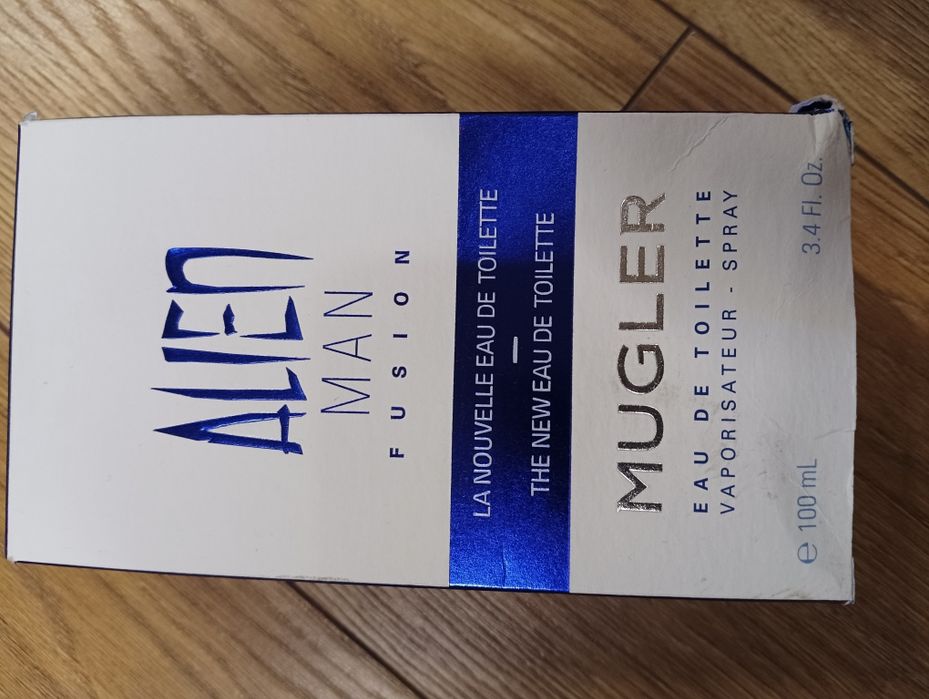 ALIEN
MAN
FUSION
LA NOUVELLE EAU DE TOILETTE
THE NEW EAU DE TOILETTE
MUGLER
EAU DE TOILETTE
VAPORISATEUR - SPRAY
℮ 100 mL 3.4 Fl. Oz.